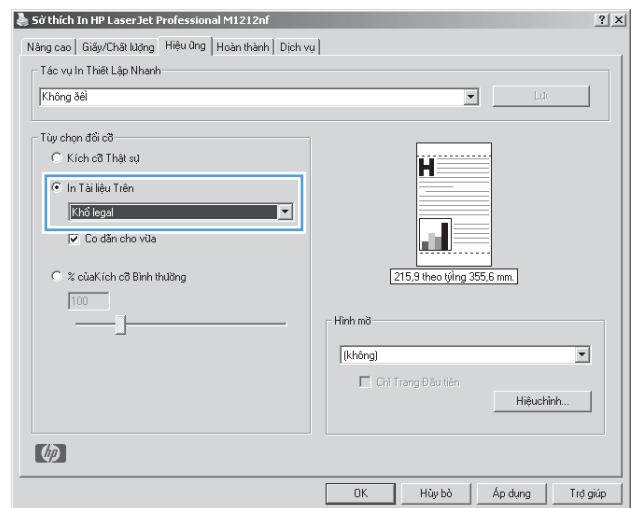 Sở thích In HP LaserJet Professional M1212nf
Nâng cao Giấy/Chất lượng Hiệu ứng Hoàn thành Dịch vụ
Tác vụ In Thiết Lập Nhanh
Không ðêì
Lưu
Tùy chọn đổi cỡ
Kích cỡ Thật sự
In Tài liệu Trên
Khổ legal
Co dãn cho vừa
% củaKích cỡ Bình thường
100
H
215,9 theo týlng 355,6 mm.
Hình mờ
(không)
Chỉ Trang Đầu tiên
Hiệuchỉnh...
hp
OK Hủy bỏ Áp dụng Trợ giúp